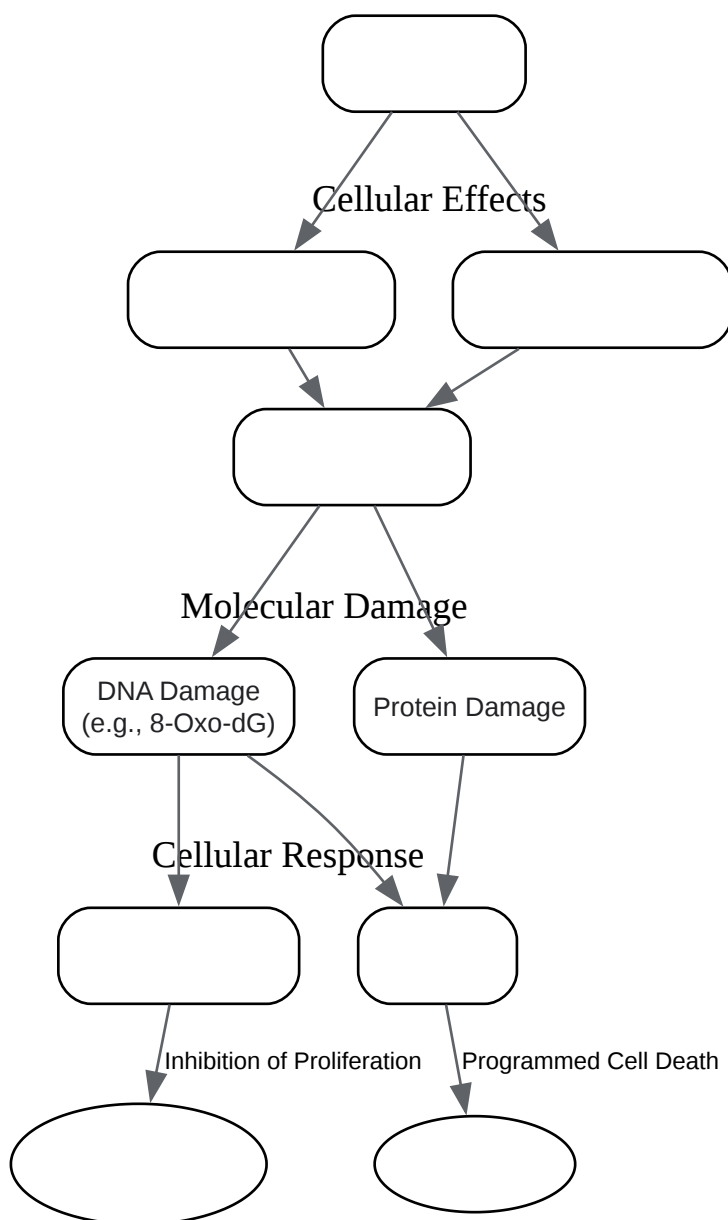 Cellular Effects
Molecular Damage
DNA Damage
(e.g., 8-Oxo-dG)
Protein Damage
Cellular Response
Inhibition of Proliferation
Programmed Cell Death